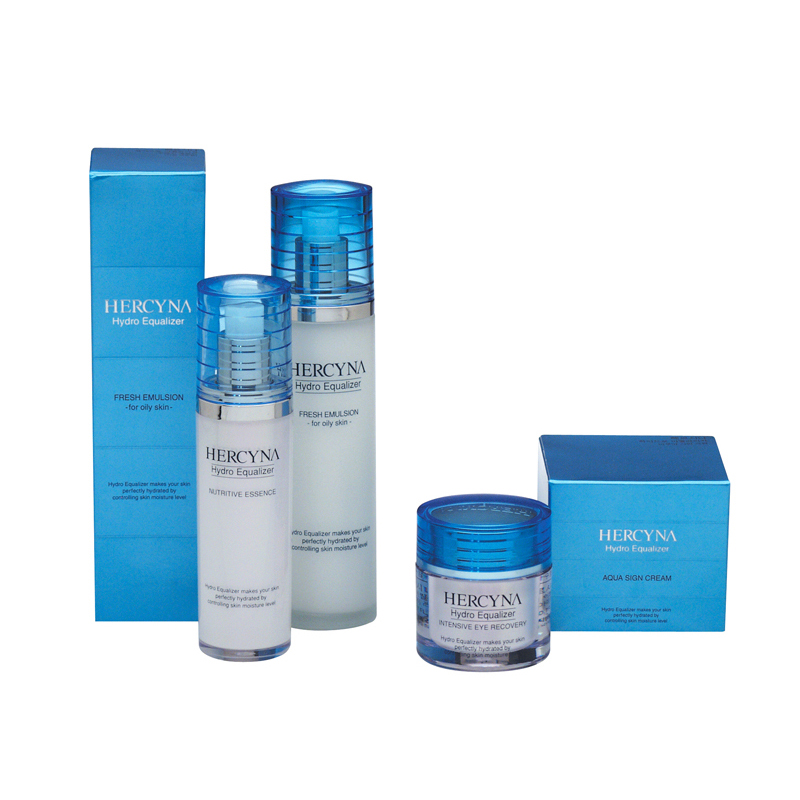 HERCYNA
Hydro Equalizer
FRESH EMULSION
- for oily skin -
Hydro Equalizer makes your skin
perfectly hydrated by
controlling skin moisture level
HERCYNA
Hydro Equalizer
NUTRITIVE ESSENCE
Hydro Equalizer makes your skin
perfectly hydrated by
controlling skin moisture level
HERCYNA
Hydro Equalizer
FRESH EMULSION
- for oily skin -
ydro Equalizer makes your skin
perfectly hydrated by
controlling skin moisture level
HERCYNA
Hydro Equalizer
INTENSIVE EYE RECOVERY
Hydro Equalizer makes your skin
perfectly hydrated by
controlling skin moisture level
HERCYNA
Hydro Equalizer
AQUA SIGN CREAM
Hydro Equalizer makes your skin
perfectly hydrated by
controlling skin moisture level